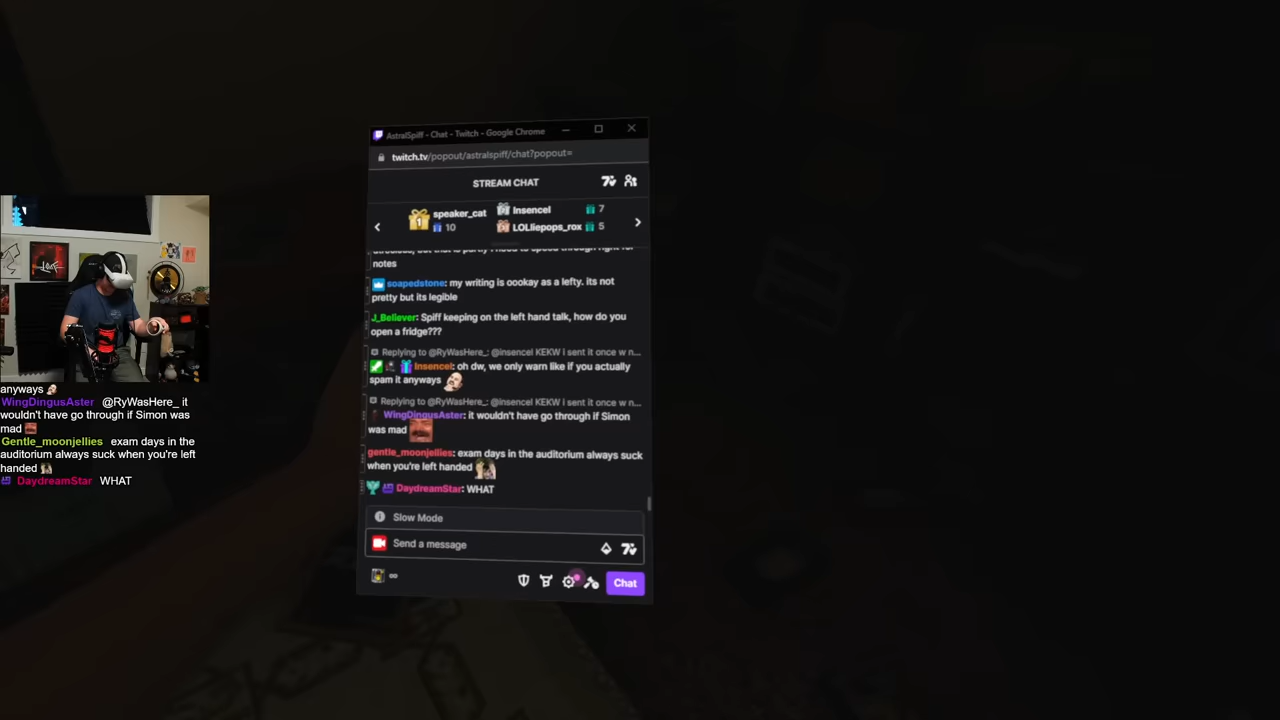 AstralSpiff - Chat - Twitch - Google Chrome
twitch.tv/popout/astralspiff/chat?popout=
STREAM CHAT
1 speaker_cat 10
2 Insencel 7
3 LOLliepops_rox 5
notes
soapedstone: my writing is oookay as a lefty. its not
pretty but its legible
J_Believer: Spiff keeping on the left hand talk, how do you
open a fridge???
Replying to @RyWasHere_: @insencel KEKW i sent it once w n...
Insencel: oh dw, we only warn like if you actually
spam it anyways
Replying to @RyWasHere_: @insencel KEKW i sent it once w n...
WingDingusAster: it wouldn't have go through if Simon
was mad
gentle_moonjellies: exam days in the auditorium always suck
when you're left handed
DaydreamStar: WHAT
Slow Mode
Send a message
∞
Chat
anyways
WingDingusAster @RyWasHere_ it
wouldn't have go through if Simon was
mad
Gentle_moonjellies exam days in the
auditorium always suck when you're left
handed
DaydreamStar WHAT